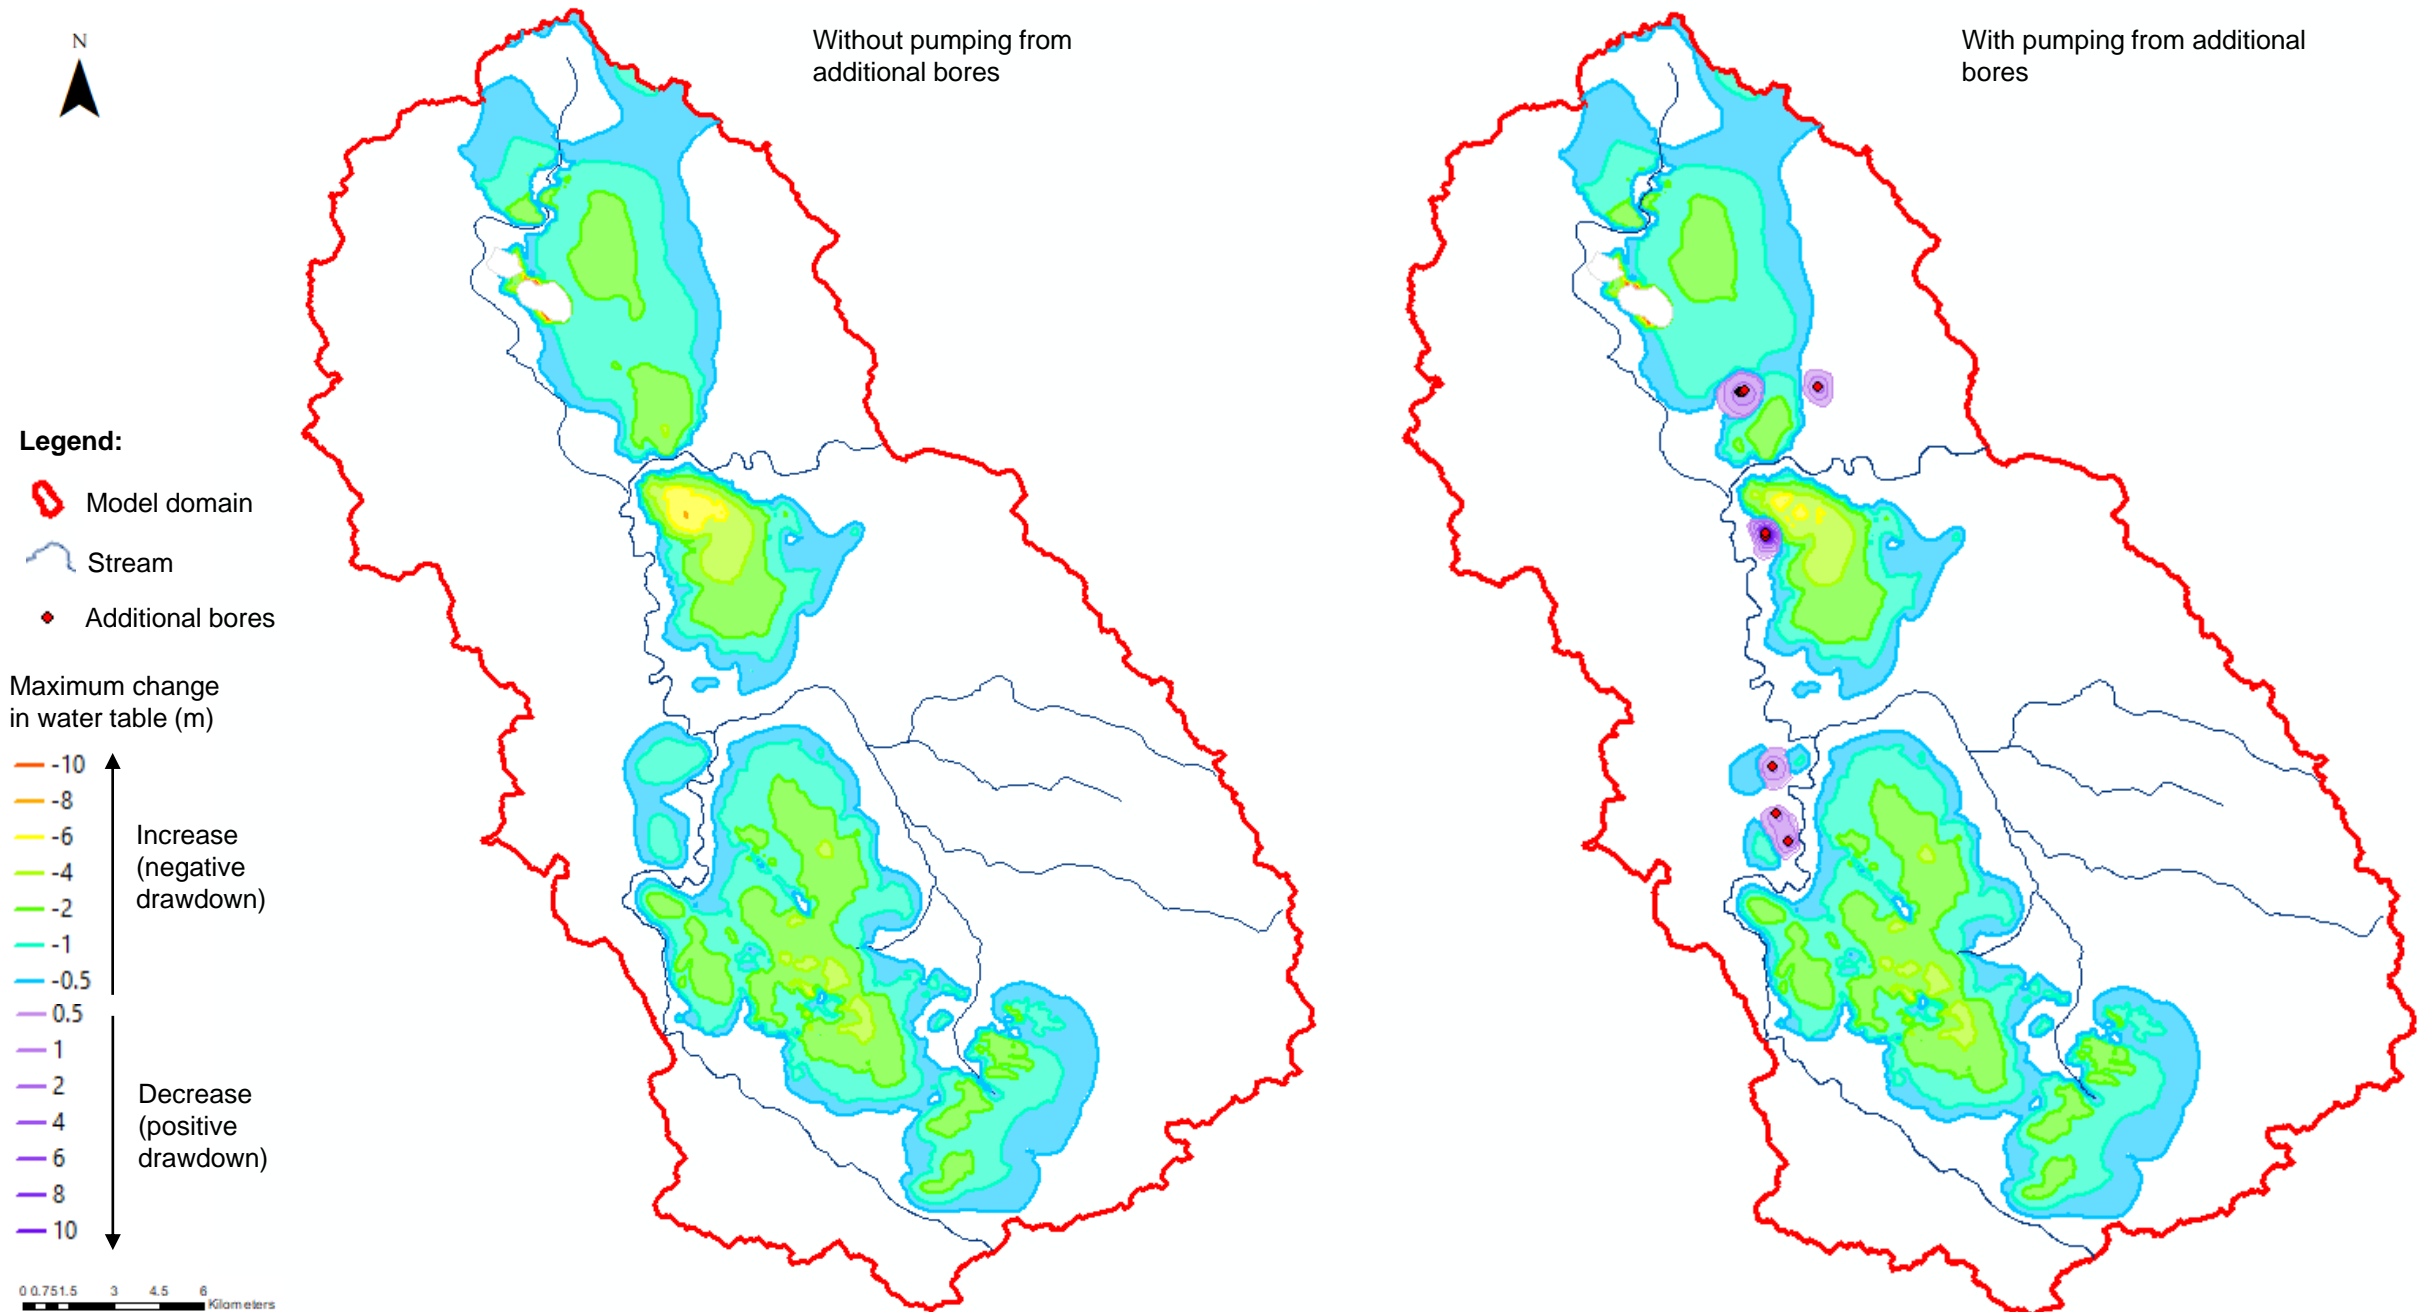 N
Without pumping from
additional bores
With pumping from additional
bores
Legend:
Model domain
Stream
Additional bores
Maximum change
in water table (m)
-10
-8
-6
-4
-2
-1
-0.5
0.5
1
2
4
6
8
10
Increase
(negative
drawdown)
Decrease
(positive
drawdown)
0 0.751.5 3 4.5 6
Kilometers